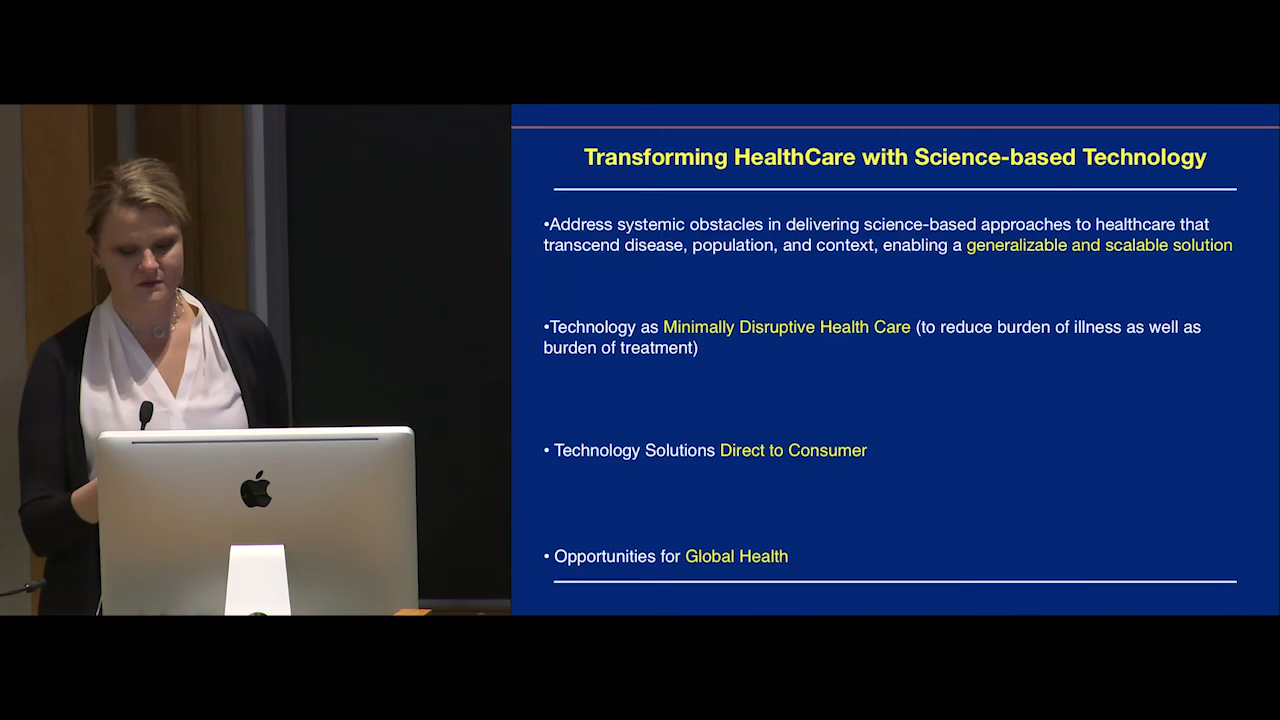 Transforming HealthCare with Science-based Technology
•Address systemic obstacles in delivering science-based approaches to healthcare that
transcend disease, population, and context, enabling a generalizable and scalable solution
•Technology as Minimally Disruptive Health Care (to reduce burden of illness as well as
burden of treatment)
• Technology Solutions Direct to Consumer
• Opportunities for Global Health